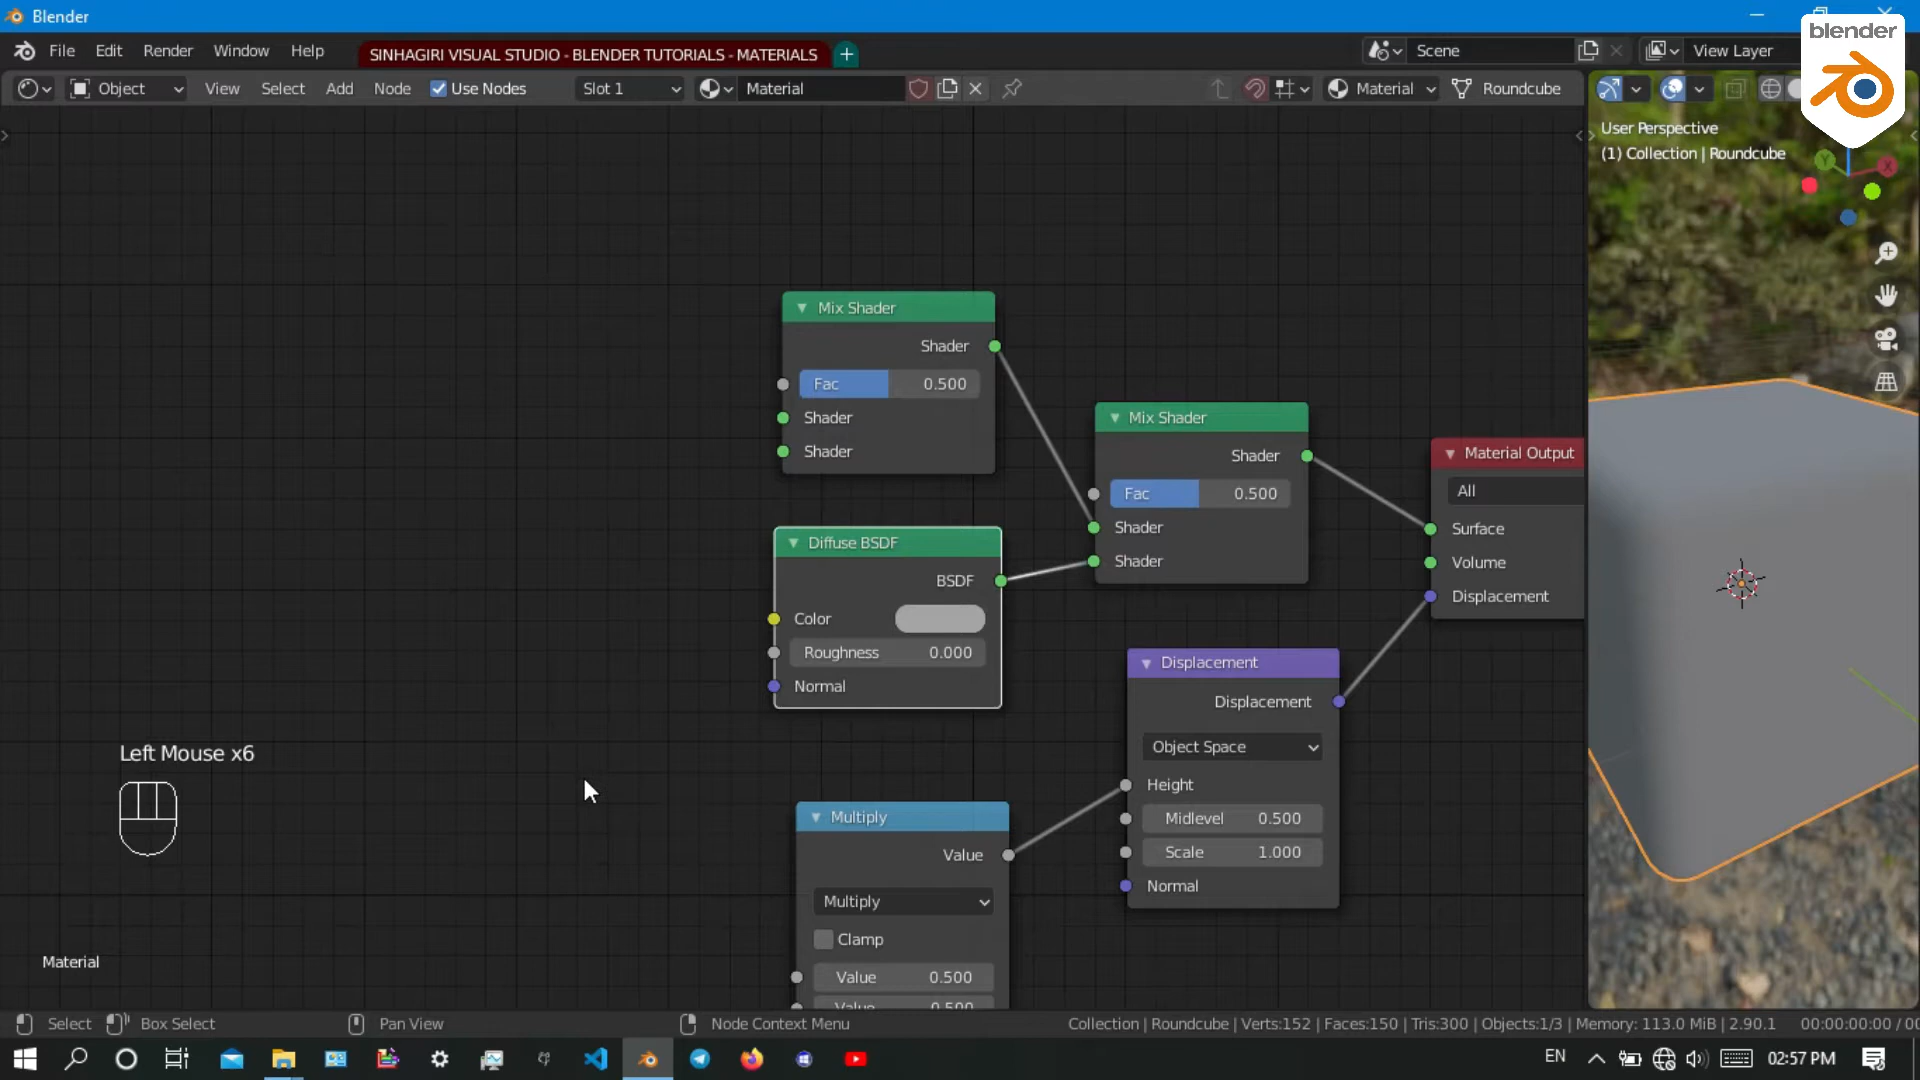 Blender
blender
File Edit Render Window Help
SINHAGIRI VISUAL STUDIO - BLENDER TUTORIALS - MATERIALS
Scene
View Layer
Object View Select Add Node Use Nodes Slot 1 Material Material Roundcube
User Perspective
(1) Collection | Roundcube
Y
X
Mix Shader
Shader
Fac 0.500
Shader
Shader
Mix Shader
Shader
Fac 0.500
Shader
Shader
Material Output
All
Surface
Volume
Displacement
Diffuse BSDF
BSDF
Color
Roughness 0.000
Normal
Displacement
Displacement
Object Space
Height
Midlevel 0.500
Scale 1.000
Normal
Left Mouse x6
Multiply
Value
Multiply
Clamp
Value 0.500
Value 0.500
Material
Select Box Select Pan View Node Context Menu
Collection | Roundcube | Verts:152 | Faces:150 | Tris:300 | Objects:1/3 | Memory: 113.0 MiB | 2.90.1
00:00:00:00 / 00
EN
02:57 PM